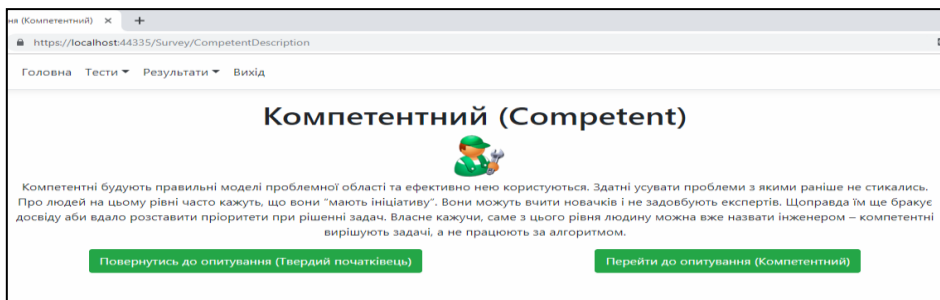 ня (Компетентний) × +
https://localhost:44335/Survey/CompetentDescription
Головна Тести Результати Вихід
Компетентний (Competent)
Компетентні будують правильні моделі проблемної області та ефективно нею користуються. Здатні усувати проблеми з якими раніше не стикались.
Про людей на цьому рівні часто кажуть, що вони “мають ініціативу”. Вони можуть вчити новачків і не задовбують експертів. Щоправда їм ще бракує
досвіду аби вдало розставити пріоритети при рішенні задач. Власне кажучи, саме з цього рівня людину можна вже назвати інженером – компетентні
вирішують задачі, а не працюють за алгоритмом.
Повернутись до опитування (Твердий початківець) Перейти до опитування (Компетентний)